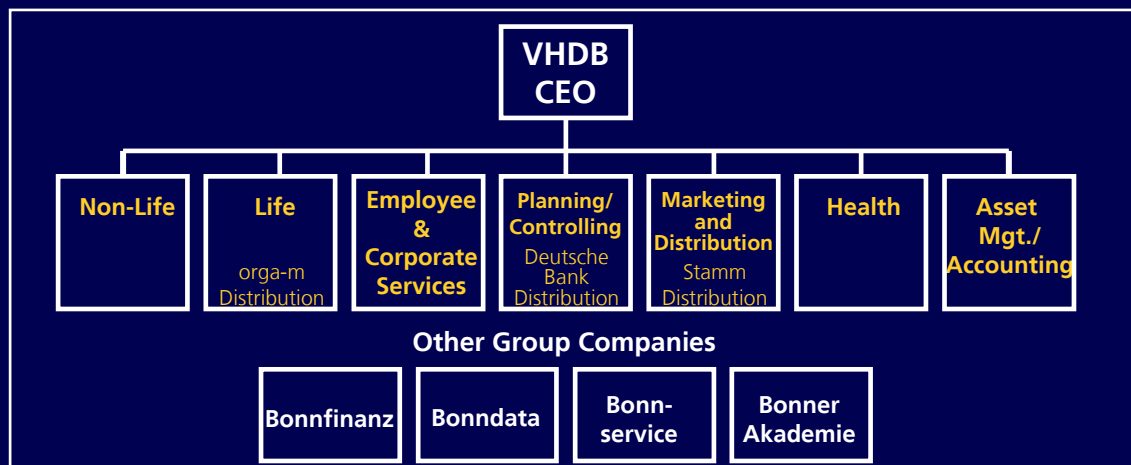 VHDB
CEO
Non-Life
Life
orga-m
Distribution
Employee
&
Corporate
Services
Planning/
Controlling
Deutsche
Bank
Distribution
Marketing
and
Distribution
Stamm
Distribution
Health
Asset
Mgt./
Accounting
Other Group Companies
Bonnfinanz
Bonndata
Bonn-
service
Bonner
Akademie